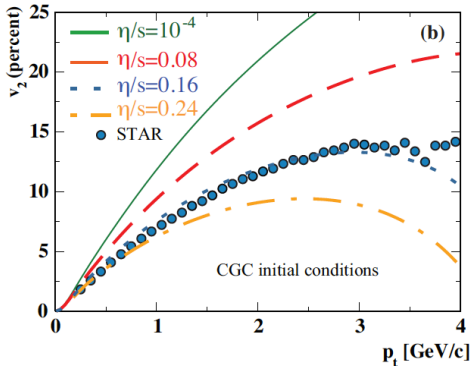 25
20
15
10
5
0
v₂ (percent)
η/s=10⁻⁴
η/s=0.08
η/s=0.16
η/s=0.24
STAR
(b)
CGC initial conditions
0
1
2
3
4
pₜ [GeV/c]